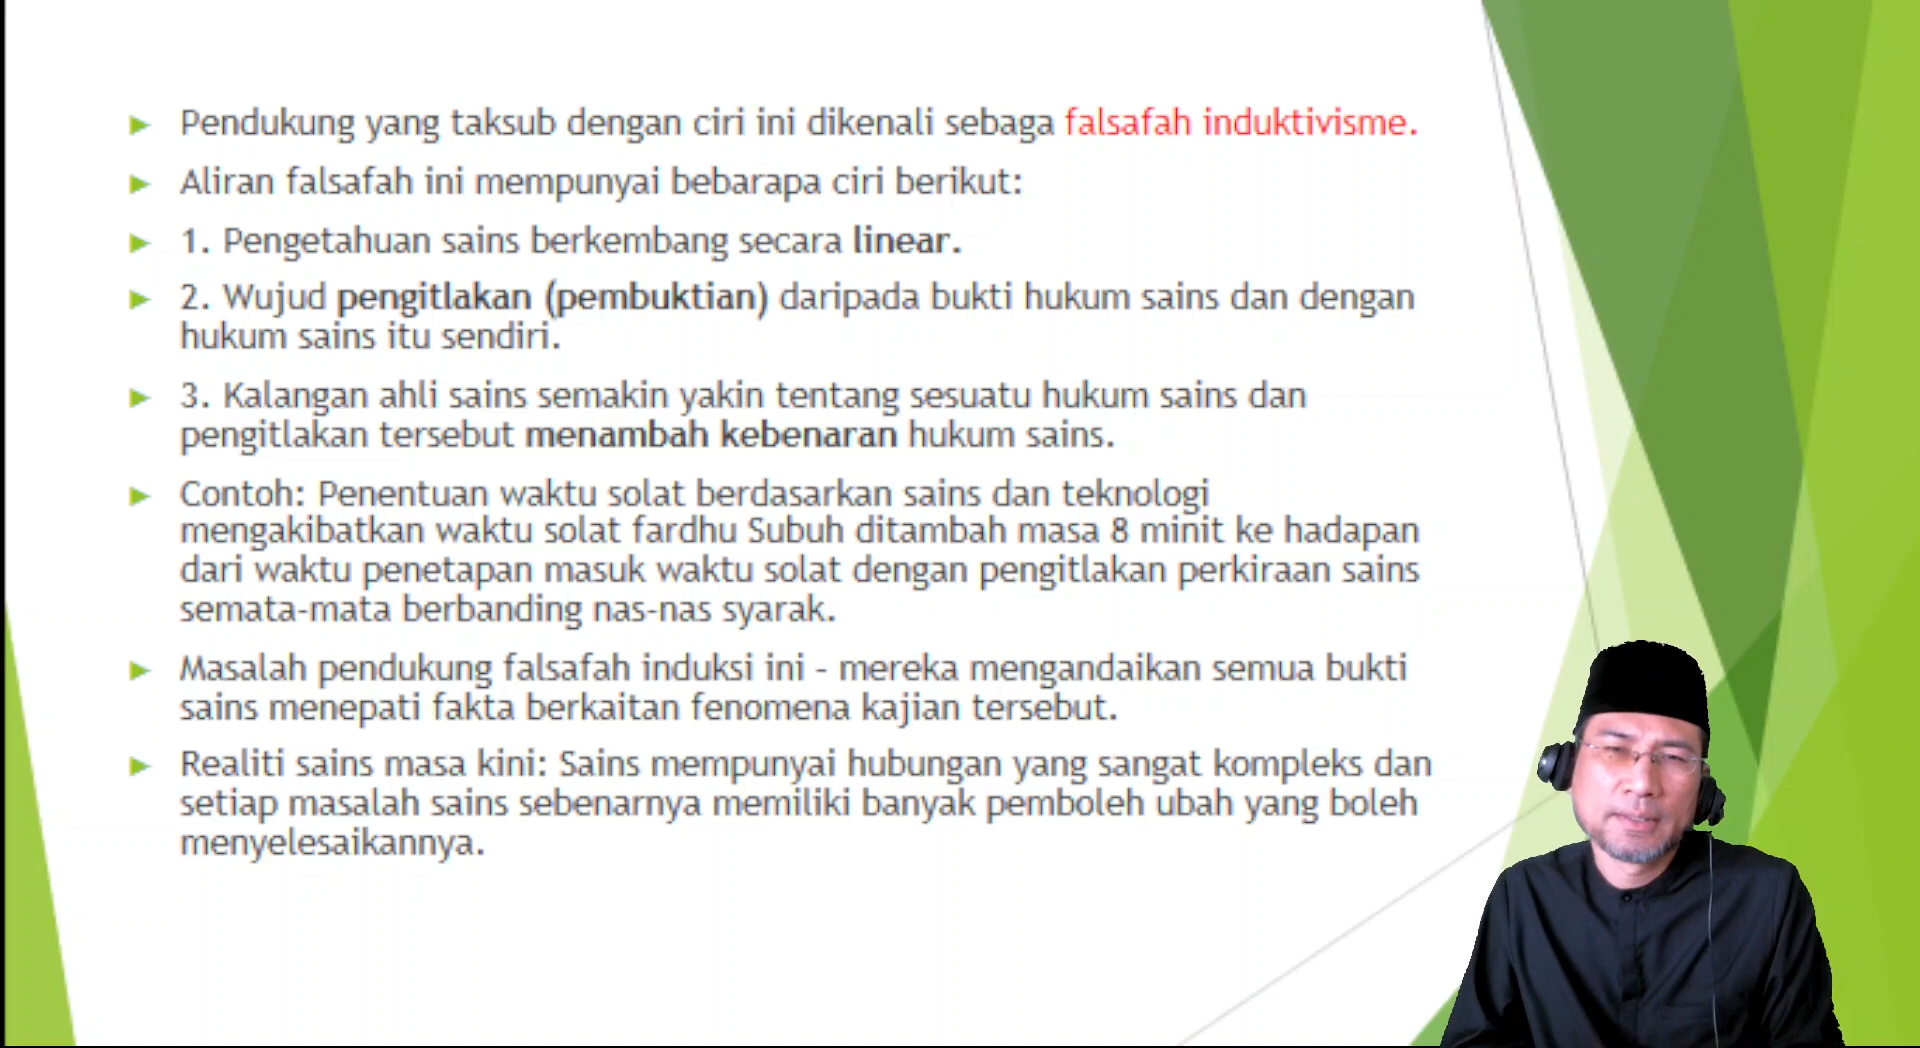 Pendukung yang taksub dengan ciri ini dikenali sebaga falsafah induktivisme.
Aliran falsafah ini mempunyai bebarapa ciri berikut:
1. Pengetahuan sains berkembang secara linear.
2. Wujud pengitlakan (pembuktian) daripada bukti hukum sains dan dengan
hukum sains itu sendiri.
3. Kalangan ahli sains semakin yakin tentang sesuatu hukum sains dan
pengitlakan tersebut menambah kebenaran hukum sains.
Contoh: Penentuan waktu solat berdasarkan sains dan teknologi
mengakibatkan waktu solat fardhu Subuh ditambah masa 8 minit ke hadapan
dari waktu penetapan masuk waktu solat dengan pengitlakan perkiraan sains
semata-mata berbanding nas-nas syarak.
Masalah pendukung falsafah induksi ini - mereka mengandaikan semua bukti
sains menepati fakta berkaitan fenomena kajian tersebut.
Realiti sains masa kini: Sains mempunyai hubungan yang sangat kompleks dan
setiap masalah sains sebenarnya memiliki banyak pemboleh ubah yang boleh
menyelesaikannya.